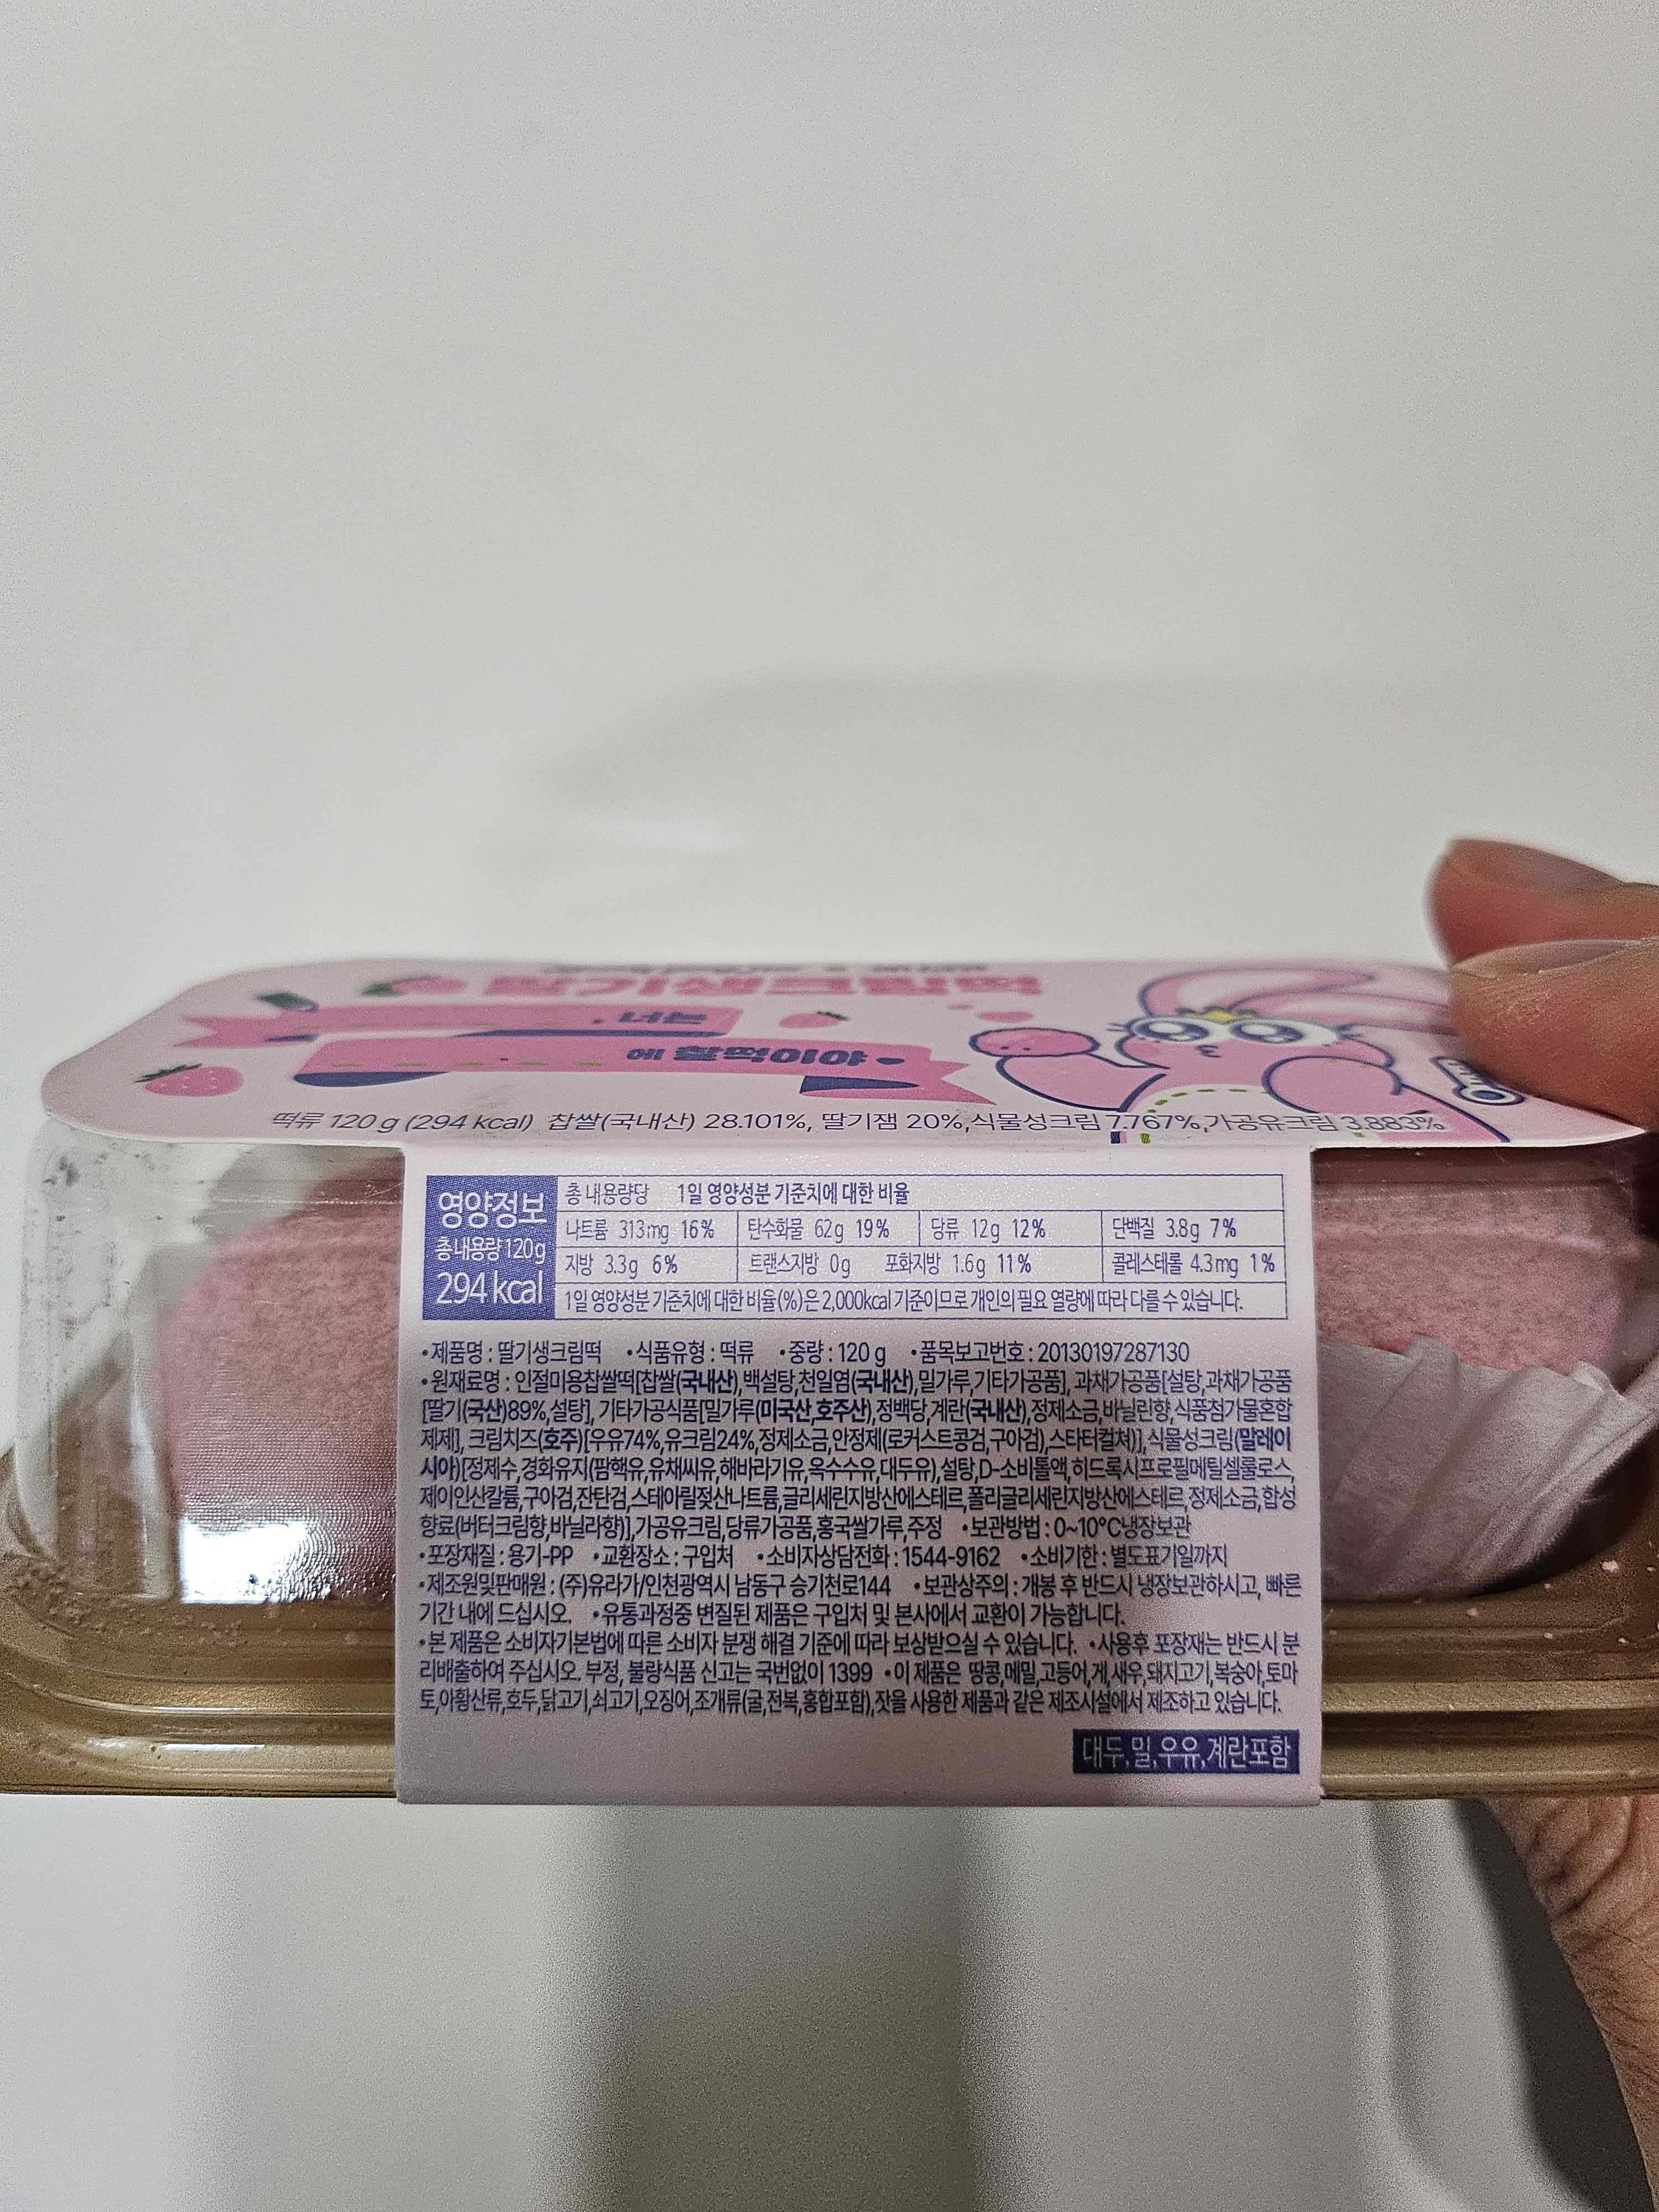 딸기생크림떡
넌
에 찰떡이야
떡류 120 g (294 kcal) 찹쌀(국내산) 28.101%, 딸기잼 20%,식물성크림 7.767%,가공유크림 3.883%
영양정보
총 내용량 120g
294 kcal
총 내용량당 1일 영양성분 기준치에 대한 비율
나트륨 313mg 16% 탄수화물 62g 19% 당류 12g 12% 단백질 3.8g 7%
지방 3.3g 6% 트랜스지방 0g 포화지방 1.6g 11% 콜레스테롤 4.3mg 1%
1일 영양성분 기준치에 대한 비율(%)은 2,000kcal 기준이므로 개인의 필요 열량에 따라 다를 수 있습니다.
•제품명 : 딸기생크림떡 •식품유형 : 떡류 •중량 : 120 g •품목보고번호 : 20130197287130
•원재료명 : 인절미용찹쌀떡[찹쌀(국내산),백설탕,천일염(국내산),밀가루,기타가공품], 과채가공품[설탕,과채가공품
[딸기(국산)89%,설탕], 기타가공식품[밀가루(미국산,호주산),정백당,계란(국내산),정제소금,바닐린향,식품첨가물혼합
제제], 크림치즈(호주)[우유74%,유크림24%,정제소금,안정제(로커스트콩검,구아검),스타터컬쳐)],식물성크림(말레이
시아)[정제수,경화유지(팜핵유,유채씨유,해바라기유,옥수수유,대두유),설탕,D-소비톨액,히드록시프로필메틸셀룰로스,
제이인산칼륨,구아검,잔탄검,스테아릴젖산나트륨,글리세린지방산에스테르,폴리글리세린지방산에스테르,정제소금,합성
향료(버터크림향,바닐라향)],가공유크림,당류가공품,홍국쌀가루,주정 •보관방법 : 0~10℃냉장보관
•포장재질 : 용기-PP •교환장소 : 구입처 •소비자상담전화 : 1544-9162 •소비기한 : 별도표기일까지
•제조원및판매원 : (주)유라가/인천광역시 남동구 승기천로144 •보관상주의 : 개봉 후 반드시 냉장보관하시고, 빠른
기간 내에 드십시오. •유통과정중 변질된 제품은 구입처 및 본사에서 교환이 가능합니다.
•본 제품은 소비자기본법에 따른 소비자 분쟁 해결 기준에 따라 보상받으실 수 있습니다. •사용후 포장재는 반드시 분
리배출하여 주십시오. 부정, 불량식품 신고는 국번없이 1399 •이 제품은 땅콩,메밀,고등어,게,새우,돼지고기,복숭아,토마
토,아황산류,호두,닭고기,쇠고기,오징어,조개류(굴,전복,홍합포함),잣을 사용한 제품과 같은 제조시설에서 제조하고 있습니다.
대두,밀,우유,계란포함